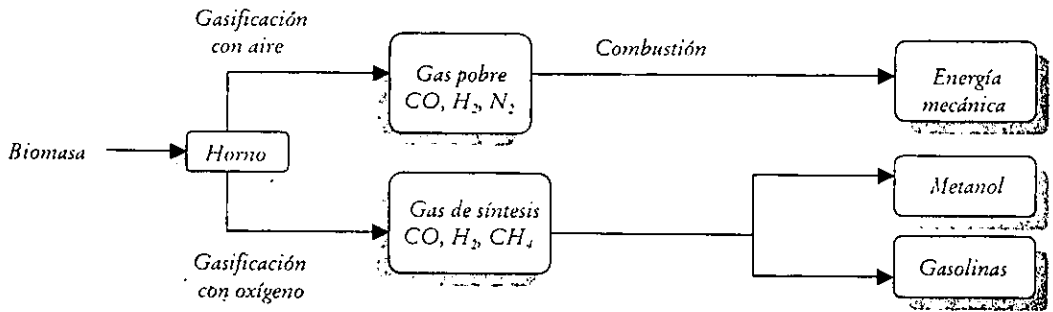 Gasificación
con aire
Combustión
Gas pobre
CO, H₂, N₂
Energía
mecánica
Biomasa
Horno
Gas de síntesis
CO, H₂, CH₄
Metanol
Gasolinas
Gasificación
con oxígeno